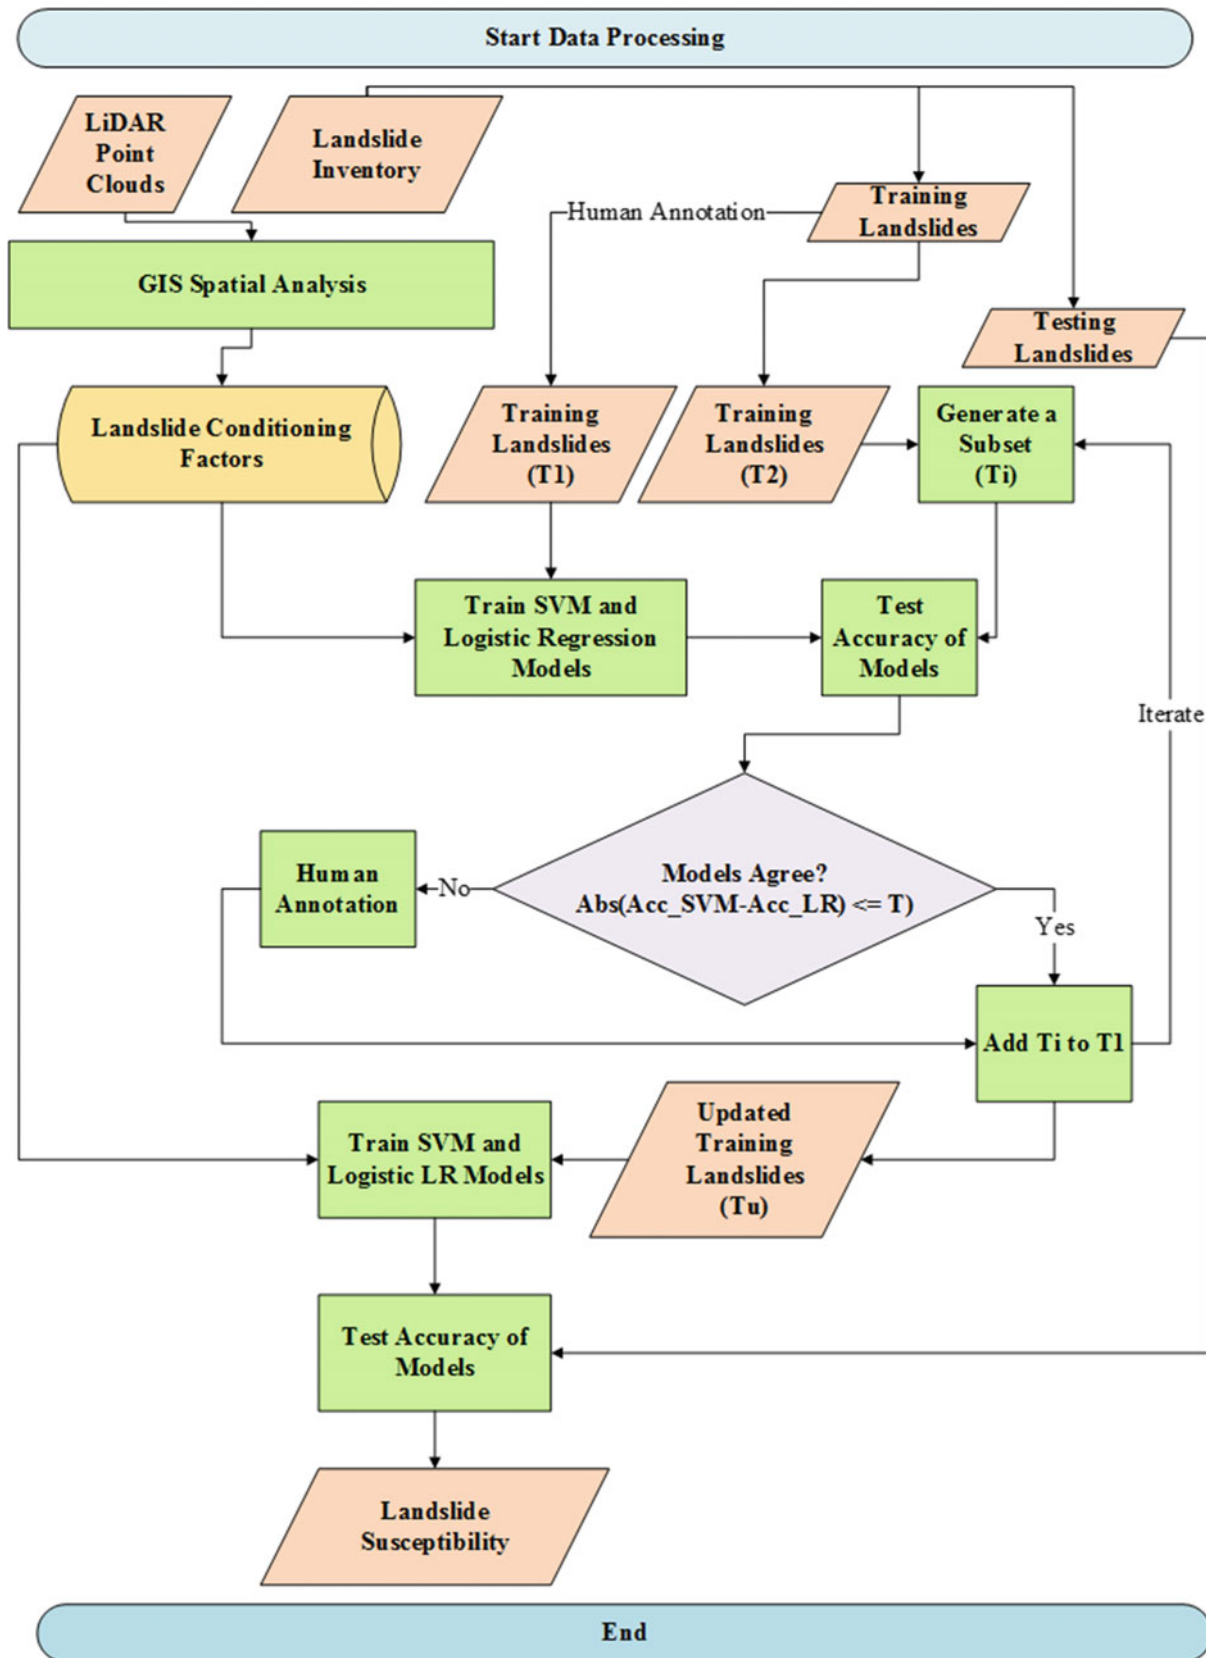 Start Data Processing
LiDAR
Point
Clouds
Landslide
Inventory
Training
Landslides
Human Annotation
GIS Spatial Analysis
Testing
Landslides
Landslide Conditioning
Factors
Training
Landslides
(T1)
Training
Landslides
(T2)
Generate a
Subset
(Ti)
Train SVM and
Logistic Regression
Models
Test
Accuracy of
Models
Iterate
Models Agree?
Abs(Acc_SVM-Acc_LR) <= T)
No
Human
Annotation
Yes
Add Ti to T1
Updated
Training
Landslides
(Tu)
Train SVM and
Logistic LR Models
Test Accuracy of
Models
Landslide
Susceptibility
End